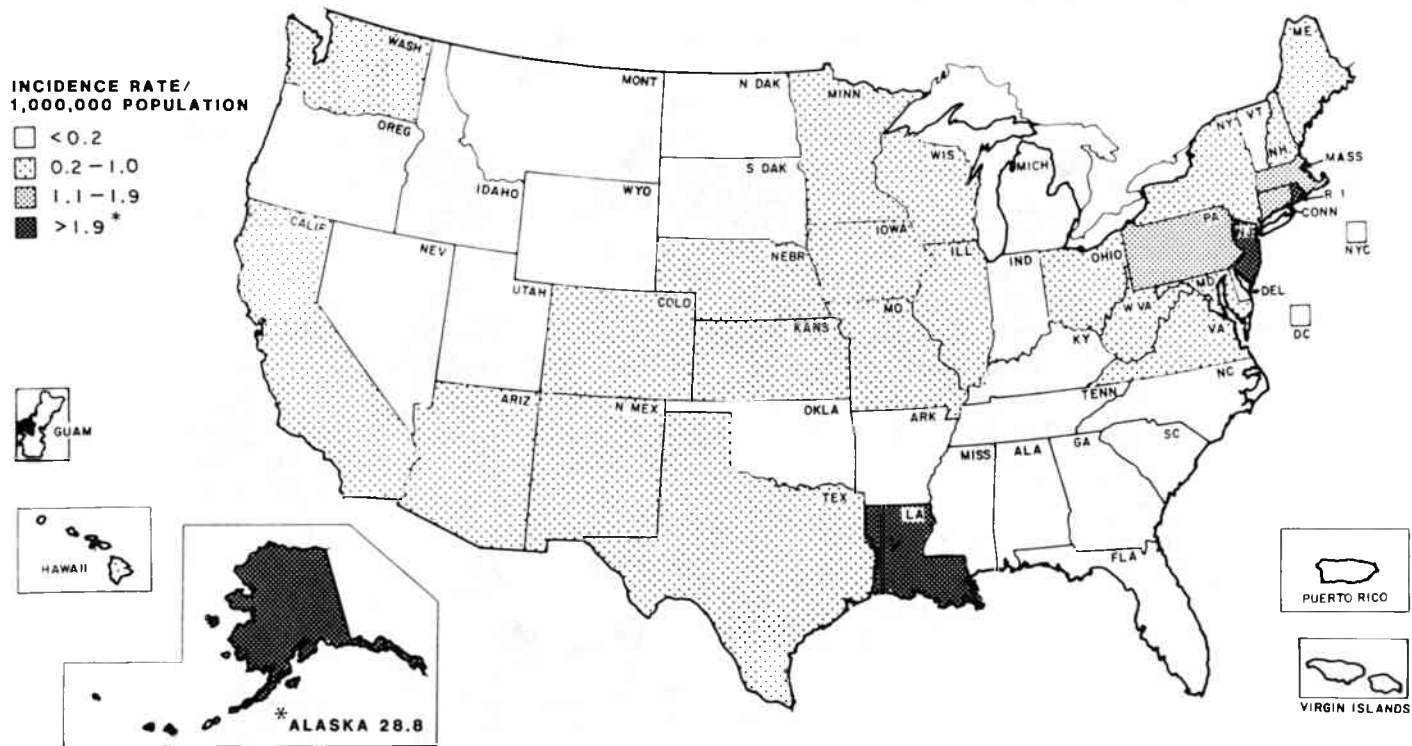 INCIDENCE RATE/
1,000,000 POPULATION
<0.2
0.2-1.0
1.1-1.9
>1.9*
WASH
MONT
N DAK
MINN
ME
OREG
IDAHO
WYO
S DAK
WIS
MICH
NY
VT
NH
MASS
R I
CONN
NYC
CALIF
NEV
UTAH
COLO
NEBR
IOWA
ILL
IND
OHIO
PA
NJ
MD
DEL
DC
W VA
VA
KANS
MO
KY
NC
TENN
ARIZ
N MEX
OKLA
ARK
SC
GUAM
TEX
LA
MISS
ALA
GA
FLA
HAWAII
*ALASKA 28.8
PUERTO RICO
VIRGIN ISLANDS